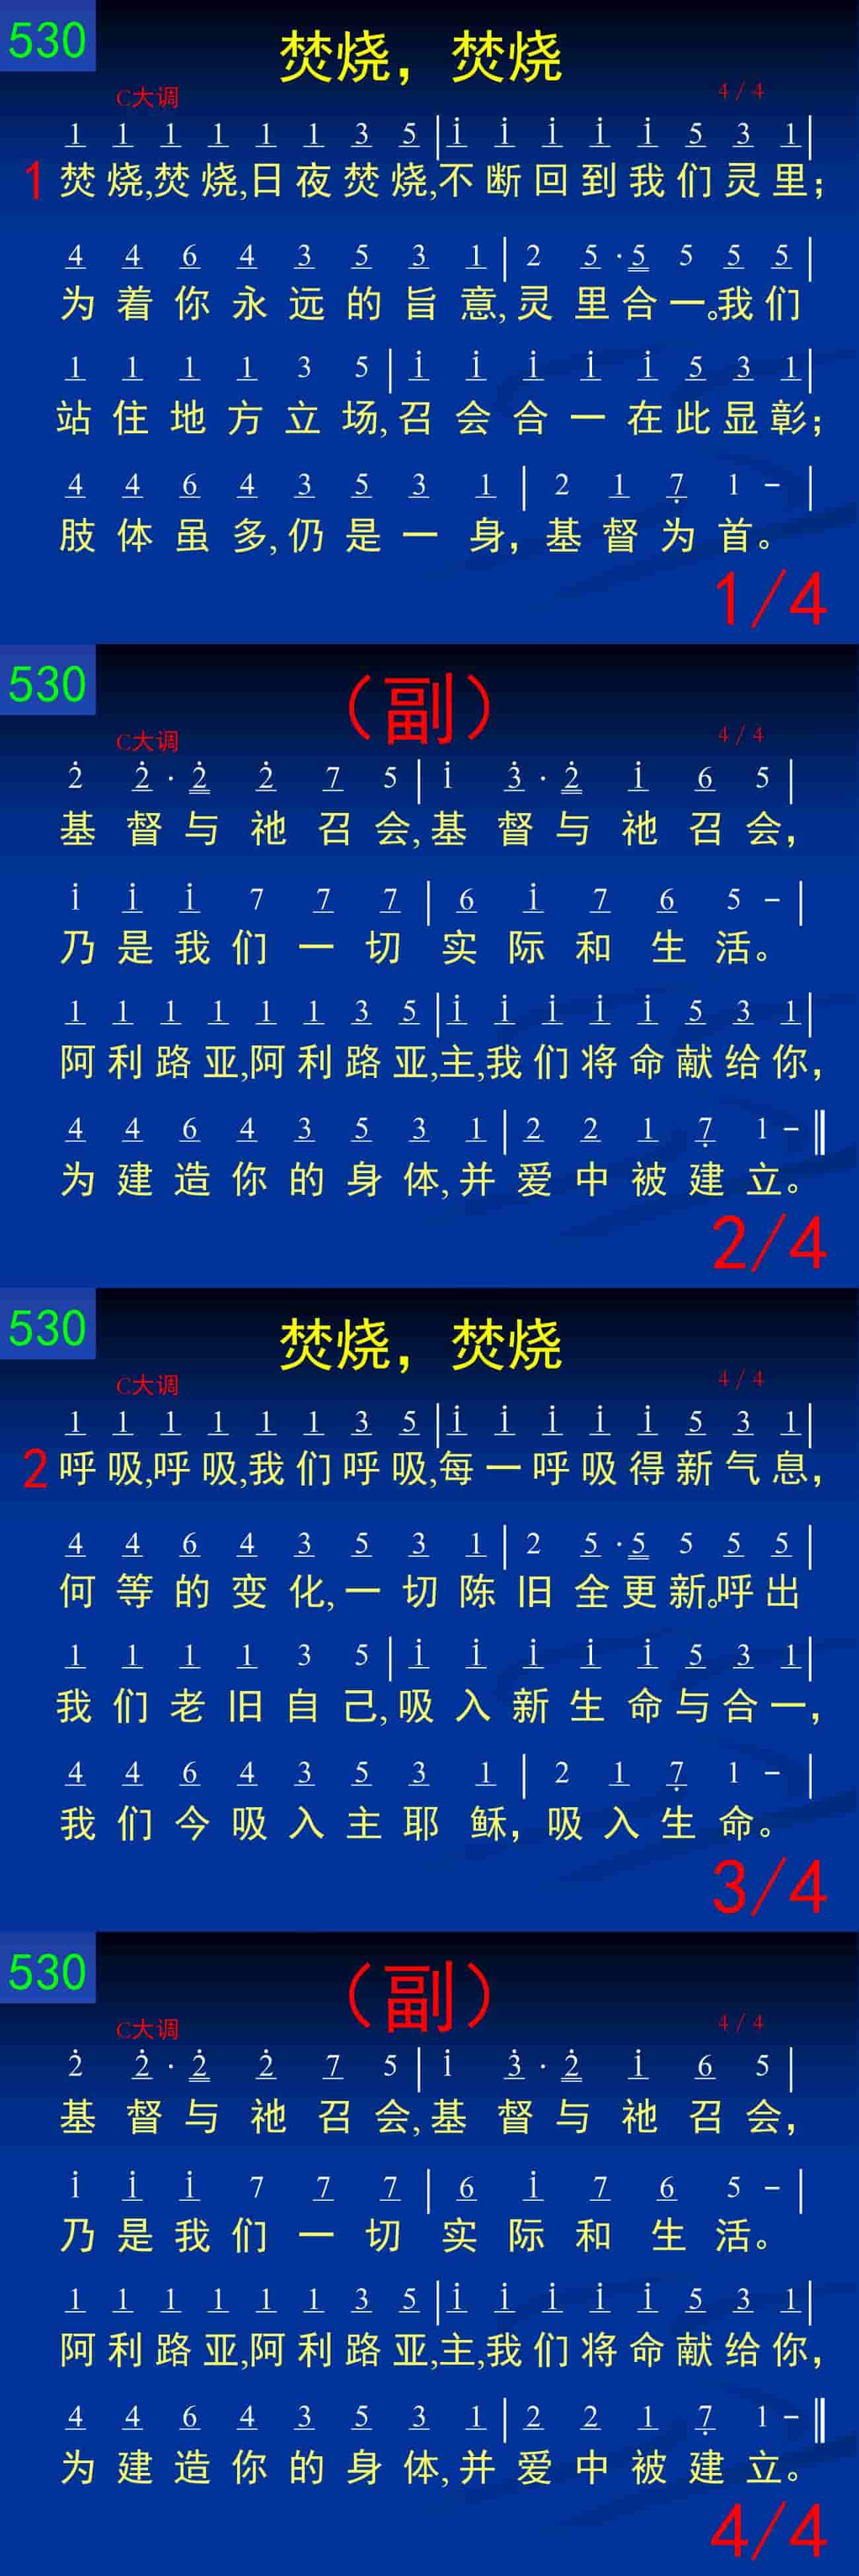 530
焚烧，焚烧
C大调 4/4
1 1 1 1 1 1 3 5 | i i i i i 5 3 1 |
1 焚烧,焚烧,日夜焚烧,不断回到我们灵里；
4 4 6 4 3 5 3 1 | 2 5 · 5 5 5 5 |
为着你永远的旨意,灵里合一。我们
1 1 1 1 3 5 | i i i i i 5 3 1 |
站住地方立场,召会合一在此显彰；
4 4 6 4 3 5 3 1 | 2 1 7̣ 1 - |
肢体虽多,仍是一身，基督为首。
1/4
530
（副）
C大调 4/4
2̇ 2̇ · 2̇ 2̇ 7 5 | i 3̇ · 2̇ i 6 5 |
基督与祂召会,基督与祂召会，
i i i 7 7 7 | 6 i 7 6 5 - |
乃是我们一切实际和生活。
1 1 1 1 1 1 3 5 | i i i i i 5 3 1 |
阿利路亚,阿利路亚,主,我们将命献给你，
4 4 6 4 3 5 3 1 | 2 2 1 7̣ 1 - ‖
为建造你的身体,并爱中被建立。
2/4
530
焚烧，焚烧
C大调 4/4
1 1 1 1 1 1 3 5 | i i i i i 5 3 1 |
2 呼吸,呼吸,我们呼吸,每一呼吸得新气息，
4 4 6 4 3 5 3 1 | 2 5 · 5 5 5 5 |
何等的变化,一切陈旧全更新。呼出
1 1 1 1 3 5 | i i i i i 5 3 1 |
我们老旧自己,吸入新生命与合一，
4 4 6 4 3 5 3 1 | 2 1 7̣ 1 - |
我们今吸入主耶稣，吸入生命。
3/4
530
（副）
C大调 4/4
2̇ 2̇ · 2̇ 2̇ 7 5 | i 3̇ · 2̇ i 6 5 |
基督与祂召会,基督与祂召会，
i i i 7 7 7 | 6 i 7 6 5 - |
乃是我们一切实际和生活。
1 1 1 1 1 1 3 5 | i i i i i 5 3 1 |
阿利路亚,阿利路亚,主,我们将命献给你，
4 4 6 4 3 5 3 1 | 2 2 1 7̣ 1 - ‖
为建造你的身体,并爱中被建立。
4/4